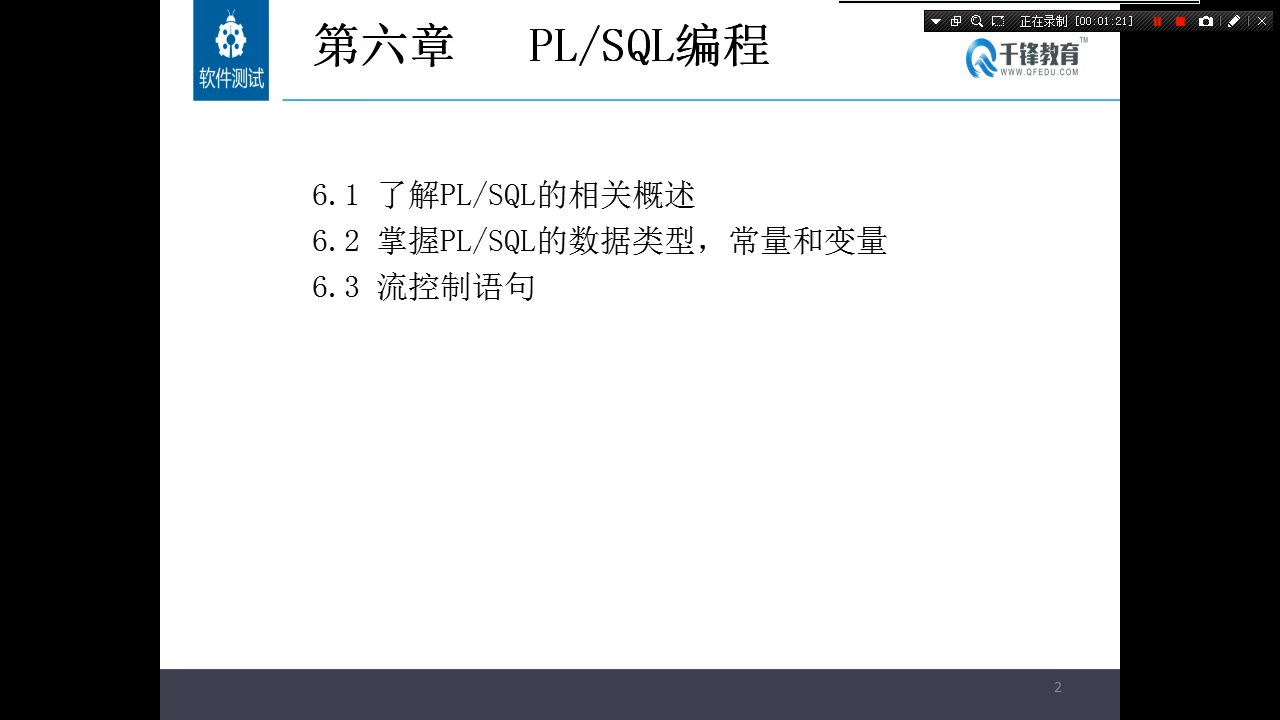 正在录制 [00:01:21]
第六章 PL/SQL编程
软件测试
千锋教育 TM
WWW.QFEDU.COM
6.1 了解PL/SQL的相关概述
6.2 掌握PL/SQL的数据类型，常量和变量
6.3 流控制语句
2